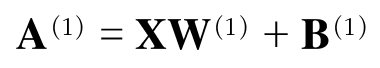 𝐀⁽¹⁾ = 𝐗𝐖⁽¹⁾ + 𝐁⁽¹⁾